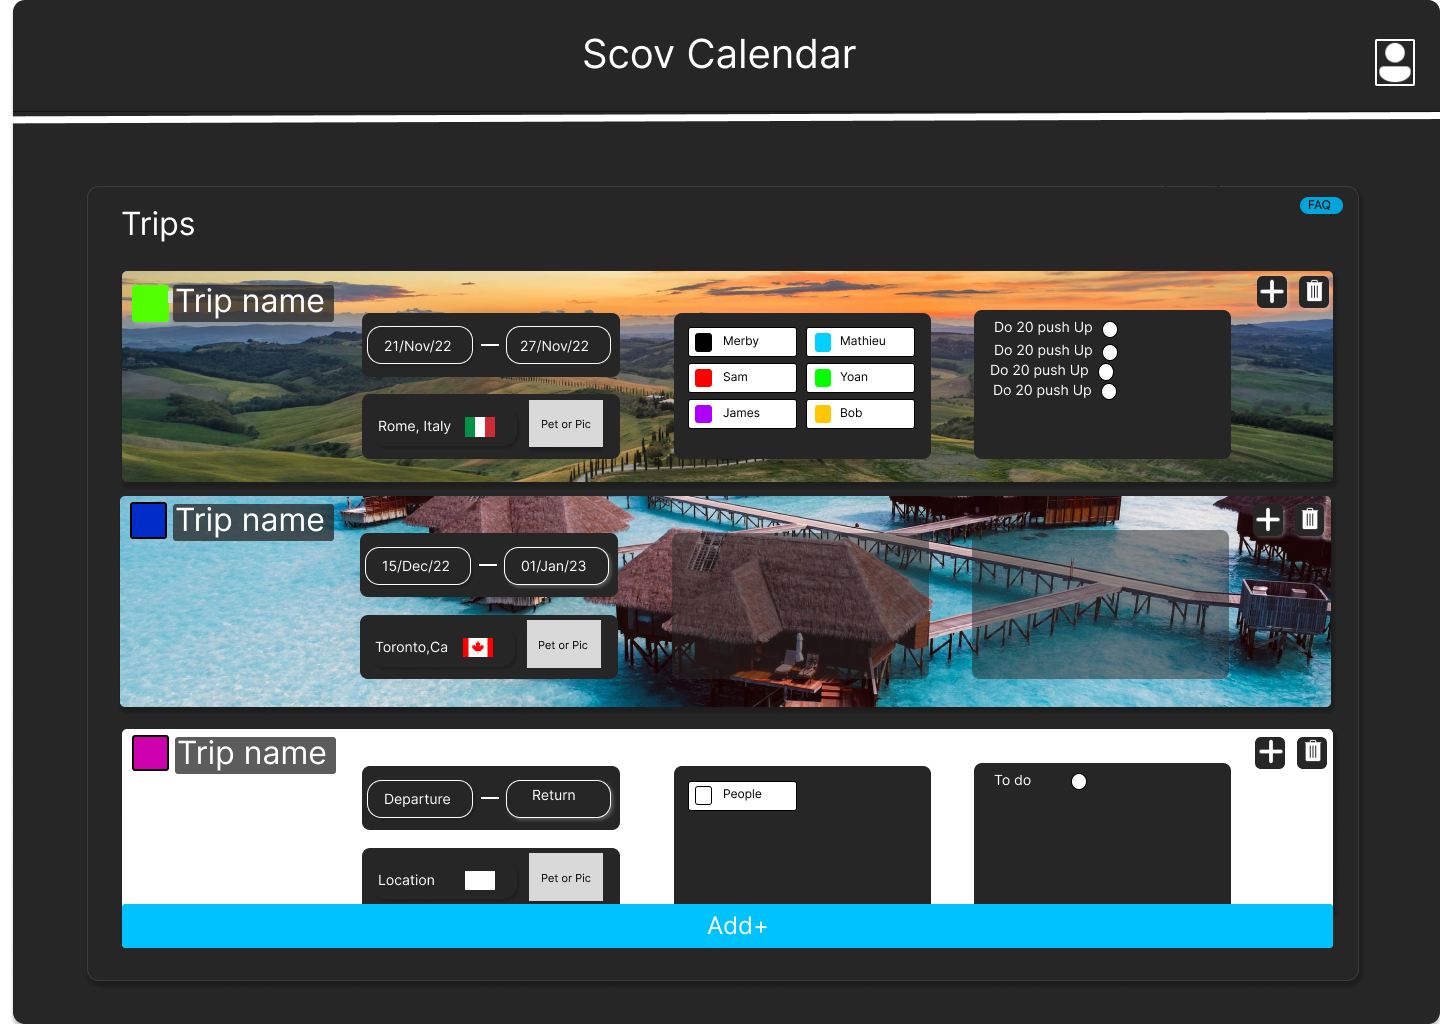 Scov Calendar
FAQ
Trips
Trip name
21/Nov/22
27/Nov/22
Rome, Italy
Pet or Pic
Merby
Mathieu
Sam
Yoan
James
Bob
Do 20 push Up
Do 20 push Up
Do 20 push Up
Do 20 push Up
Trip name
15/Dec/22
01/Jan/23
Toronto,Ca
Pet or Pic
Trip name
Departure
Return
Location
Pet or Pic
People
To do
Add+